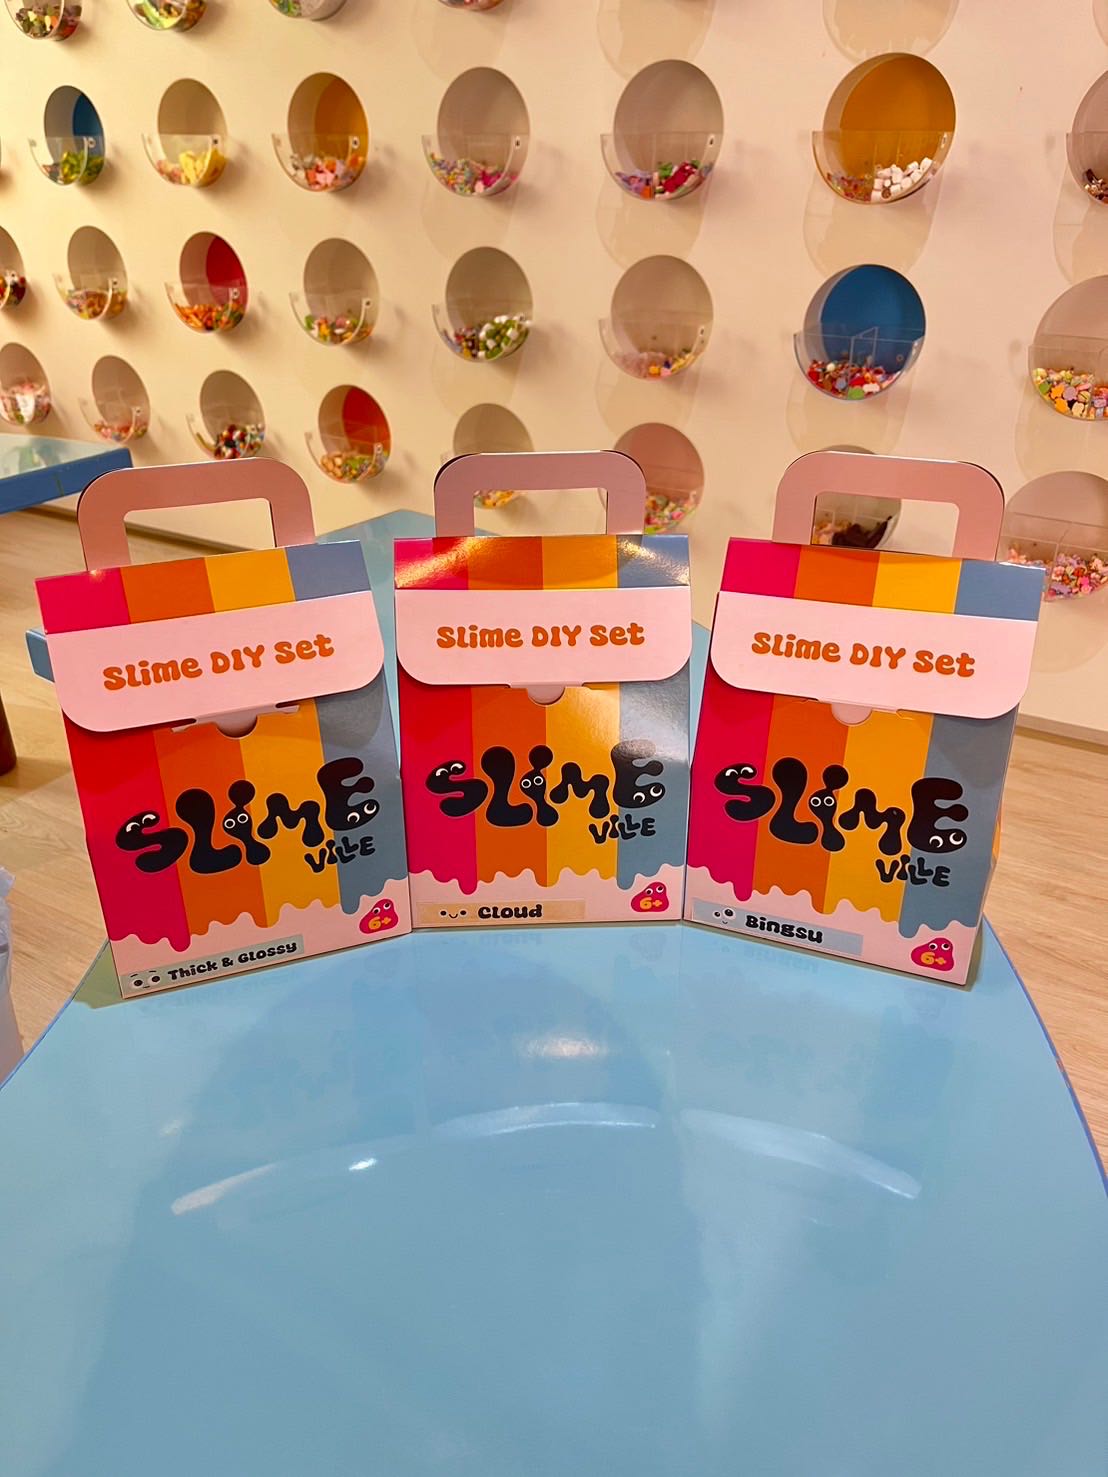 Slime DIY Set
SLIME
VILLE
6+
Thick & Glossy
Slime DIY Set
SLIME
VILLE
6+
Cloud
Slime DIY Set
SLIME
VILLE
Bingsu
6+